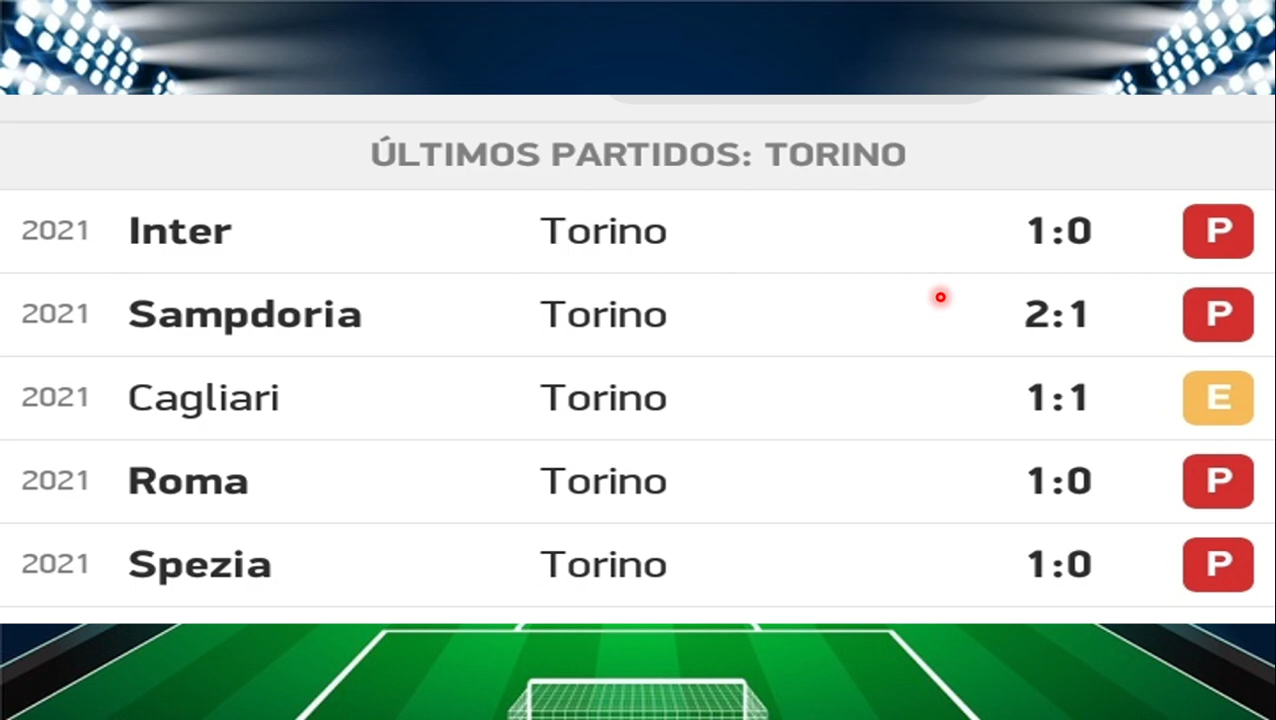 ÚLTIMOS PARTIDOS: TORINO
2021 Inter Torino 1:0 P
2021 Sampdoria Torino 2:1 P
2021 Cagliari Torino 1:1 E
2021 Roma Torino 1:0 P
2021 Spezia Torino 1:0 P